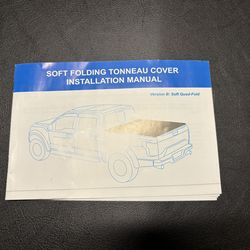 SOFT FOLDING TONNEAU COVER
INSTALLATION MANUAL
Version B: Soft Quad-Fold